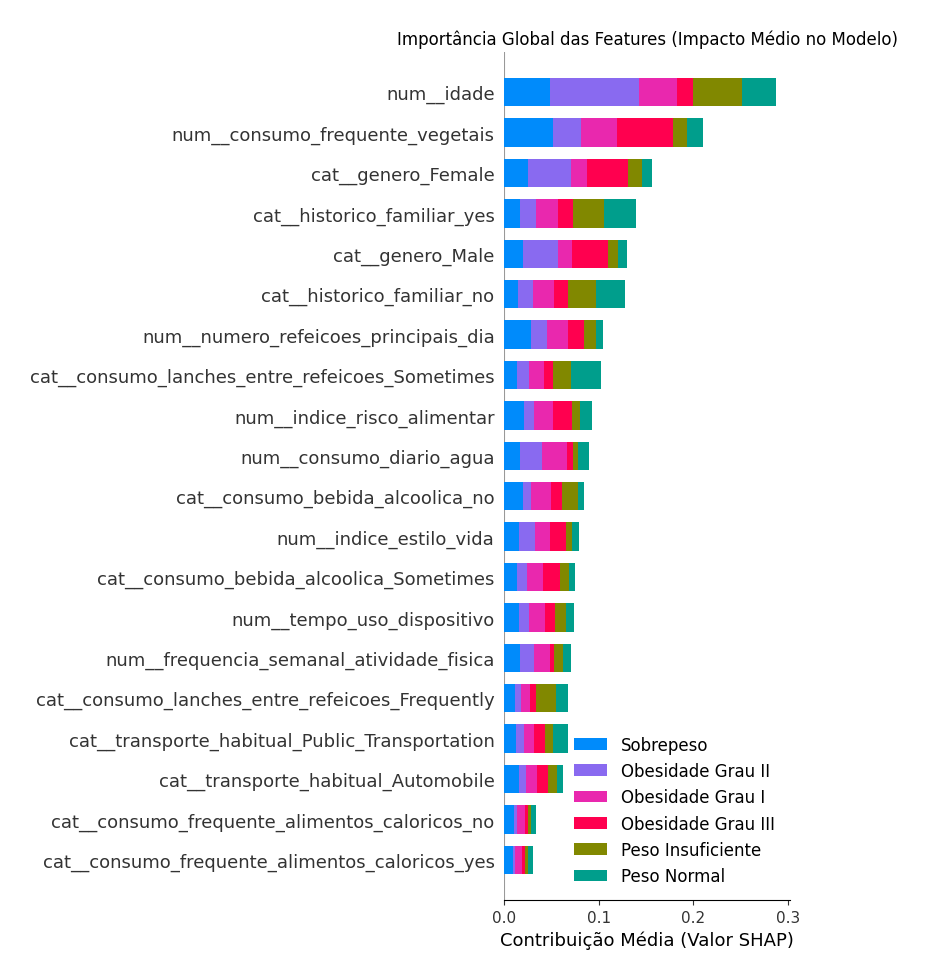 Importância Global das Features (Impacto Médio no Modelo)
num__idade
num__consumo_frequente_vegetais
cat__genero_Female
cat__historico_familiar_yes
cat__genero_Male
cat__historico_familiar_no
num__numero_refeicoes_principais_dia
cat__consumo_lanches_entre_refeicoes_Sometimes
num__indice_risco_alimentar
num__consumo_diario_agua
cat__consumo_bebida_alcoolica_no
num__indice_estilo_vida
cat__consumo_bebida_alcoolica_Sometimes
num__tempo_uso_dispositivo
num__frequencia_semanal_atividade_fisica
cat__consumo_lanches_entre_refeicoes_Frequently
cat__transporte_habitual_Public_Transportation
cat__transporte_habitual_Automobile
cat__consumo_frequente_alimentos_caloricos_no
cat__consumo_frequente_alimentos_caloricos_yes
Sobrepeso
Obesidade Grau II
Obesidade Grau I
Obesidade Grau III
Peso Insuficiente
Peso Normal
0.0 0.1 0.2 0.3
Contribuição Média (Valor SHAP)